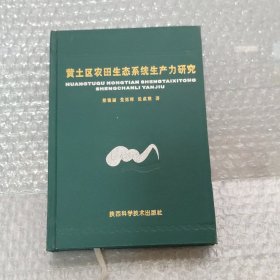 黄土区农田生态系统生产力研究
HUANGTUQU NONGTIAN SHENGTAIXITONG
SHENGCHANLI YANJIU
著
陕西科学技术出版社